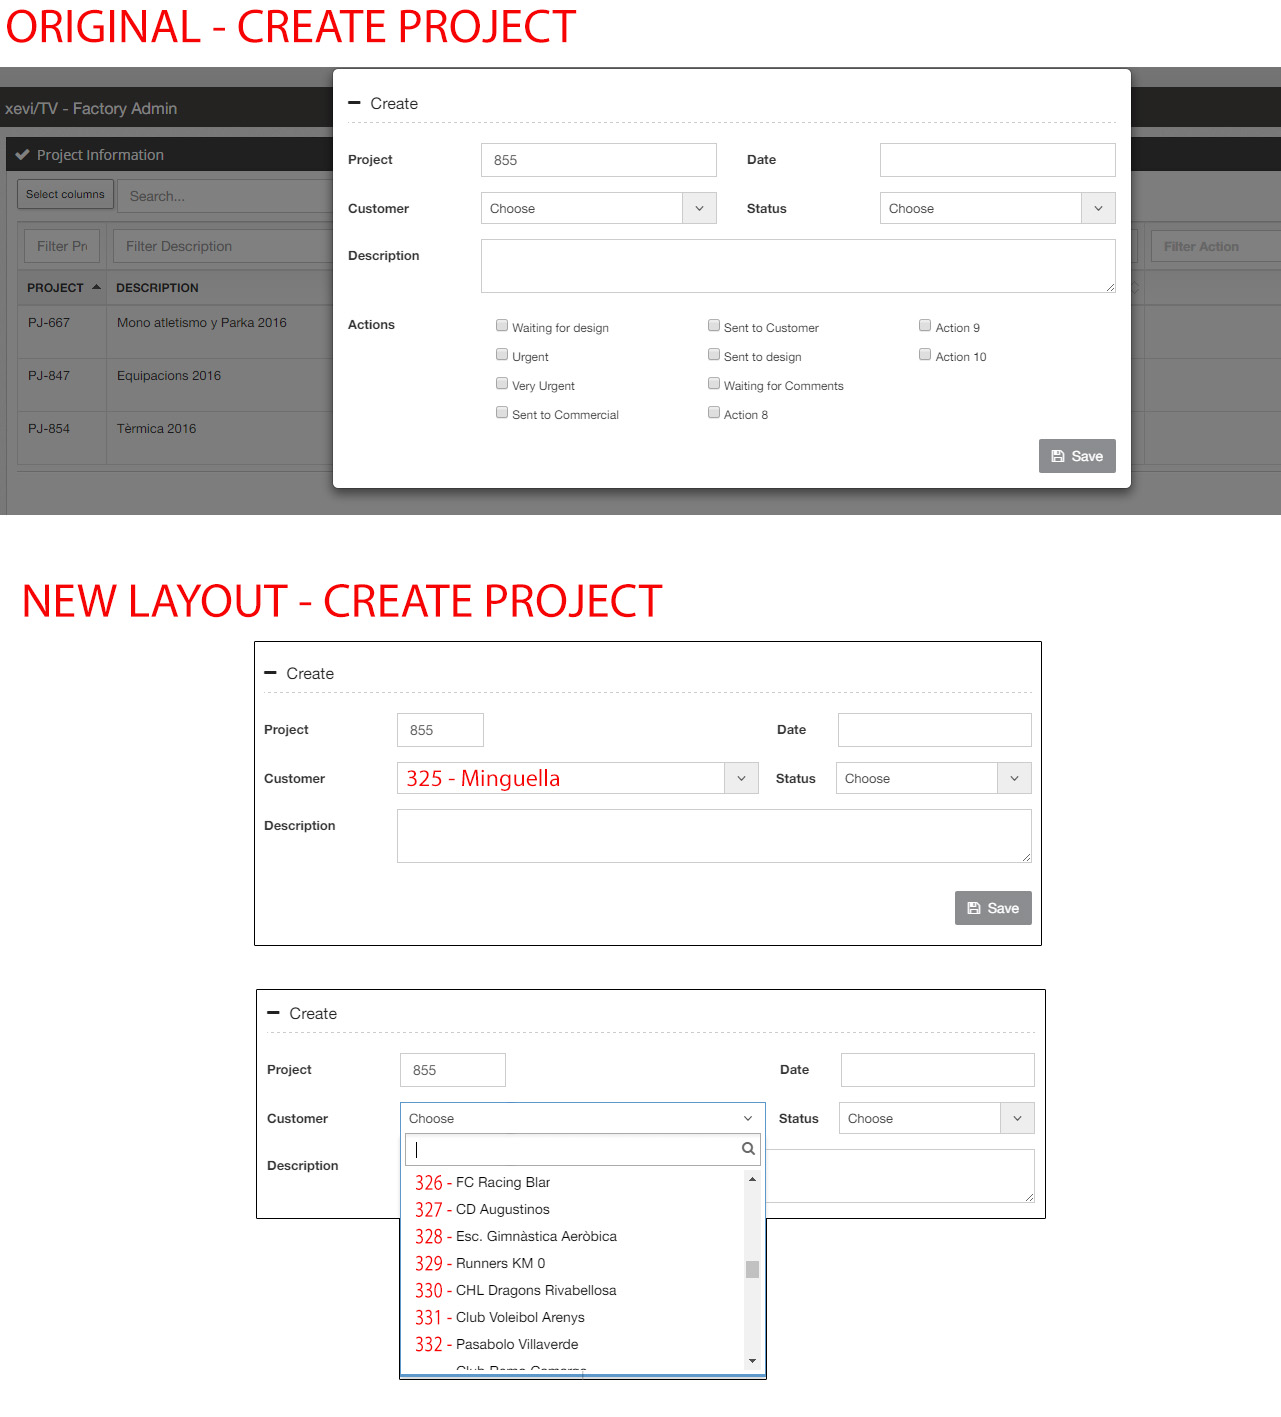 ORIGINAL - CREATE PROJECT
xevi/TV - Factory Admin
Project Information
Select columns
Search...
Filter Pr
Filter Description
Filter Action
PROJECT
DESCRIPTION
PJ-667
Mono atletismo y Parka 2016
PJ-847
Equipacions 2016
PJ-854
Tèrmica 2016
Create
Project
855
Date
Customer
Choose
Status
Choose
Description
Actions
Waiting for design
Sent to Customer
Action 9
Urgent
Sent to design
Action 10
Very Urgent
Waiting for Comments
Sent to Commercial
Action 8
Save
NEW LAYOUT - CREATE PROJECT
Create
Project
855
Date
Customer
325 - Minguella
Status
Choose
Description
Save
Create
Project
855
Date
Customer
Choose
Status
Choose
Description
326 - FC Racing Blar
327 - CD Augustinos
328 - Esc. Gimnàstica Aeròbica
329 - Runners KM 0
330 - CHL Dragons Rivabellosa
331 - Club Voleibol Arenys
332 - Pasabolo Villaverde